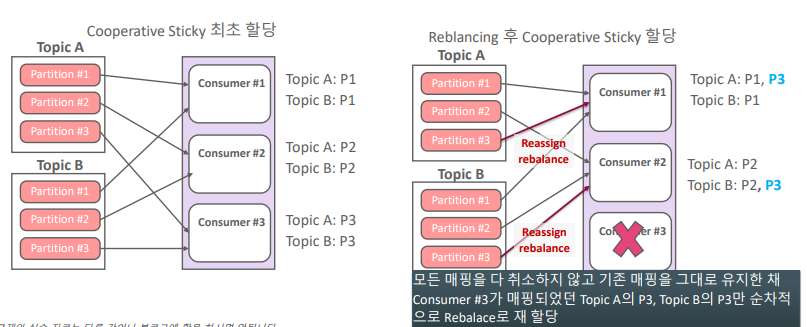 Cooperative Sticky 최초 할당
Topic A
Partition #1
Partition #2
Partition #3
Topic B
Partition #1
Partition #2
Partition #3
Consumer #1
Consumer #2
Consumer #3
Topic A: P1
Topic B: P1
Topic A: P2
Topic B: P2
Topic A: P3
Topic B: P3
Reblancing 후 Cooperative Sticky 할당
Topic A
Partition #1
Partition #2
Partition #3
Topic B
Partition #1
Partition #2
Partition #3
Reassign
rebalance
Reassign
rebalance
Consumer #1
Consumer #2
Consumer #3
Topic A: P1, P3
Topic B: P1
Topic A: P2
Topic B: P2, P3
모든 매핑을 다 취소하지 않고 기존 매핑을 그대로 유지한 채
Consumer #3가 매핑되었던 Topic A의 P3, Topic B의 P3만 순차적
으로 Rebalace로 재 할당